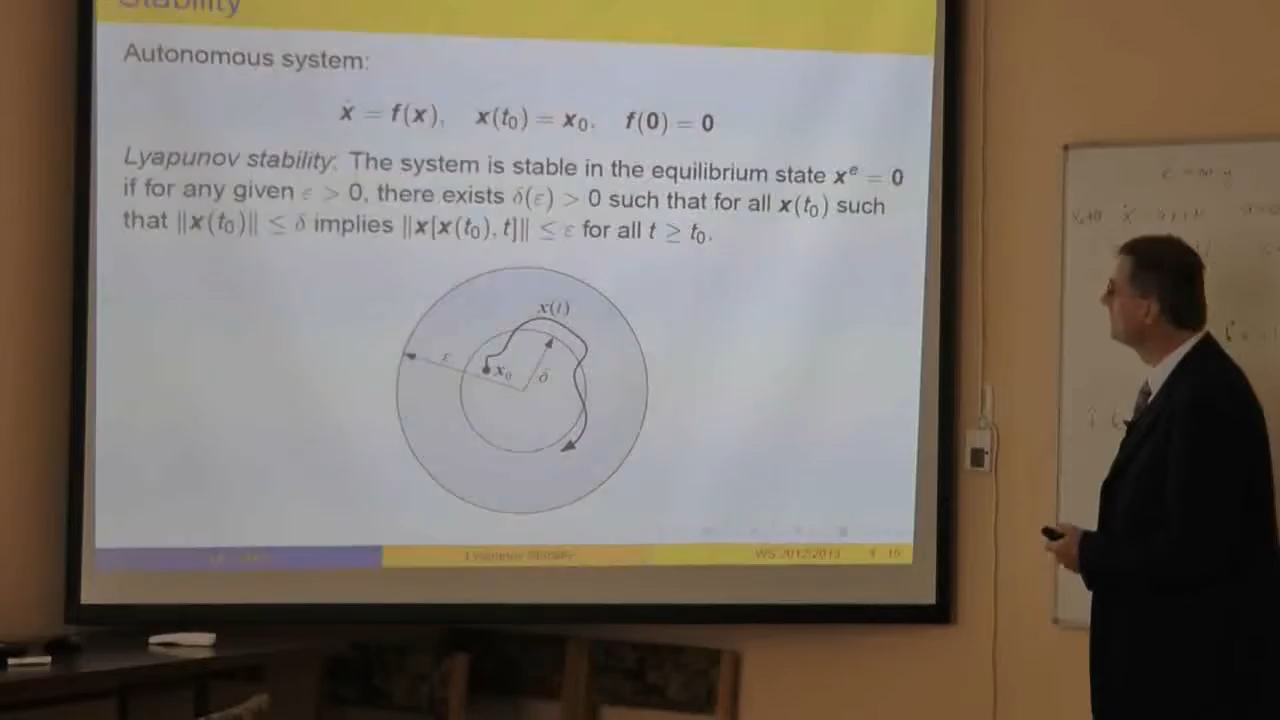 Stability
Autonomous system:
ẋ = f(x), x(t₀) = x₀, f(0) = 0
Lyapunov stability: The system is stable in the equilibrium state xᵉ = 0
if for any given ε > 0, there exists δ(ε) > 0 such that for all x(t₀) such
that ‖x(t₀)‖ ≤ δ implies ‖x[x(t₀), t]‖ ≤ ε for all t ≥ t₀.
x(t)
ε
x₀
δ
Lyapunov Stability
WS 2012/2013